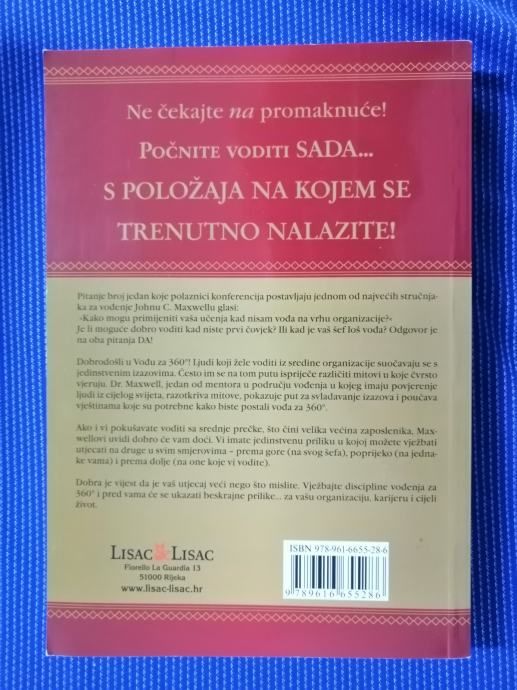 Ne čekajte na promaknuće!
POČNITE VODITI SADA...
S POLOŽAJA NA KOJEM SE
TRENUTNO NALAZITE!
Pitanje broj jedan koje polaznici konferencija postavljaju jednom od najvećih stručnja-
ka za vođenje Johnu C. Maxwellu glasi:
»Kako mogu primijeniti vaša učenja kad nisam vođa na vrhu organizacije?«
Je li moguće dobro voditi kad niste prvi čovjek? Ili kad je vaš šef loš vođa? Odgovor je
na oba pitanja DA!
Dobrodošli u Vođu za 360°! Ljudi koji žele voditi iz sredine organizacije suočavaju se s
jedinstvenim izazovima. Često im se na tom putu ispriječe različiti mitovi u koje čvrsto
vjeruju. Dr. Maxwell, jedan od mentora u području vođenja u kojeg imaju povjerenje
ljudi iz cijelog svijeta, razotkriva mitove, pokazuje put za svladavanje izazova i poučava
vještinama koje su potrebne kako biste postali vođa za 360°.
Ako i vi pokušavate voditi sa srednje prečke, što čini velika većina zaposlenika, Max-
wellovi uvidi dobro će vam doći. Vi imate jedinstvenu priliku u kojoj možete vježbati
utjecati na druge u svim smjerovima – prema gore (na svog šefa), poprijeko (na jedna-
ke vama) i prema dolje (na one koje vi vodite).
Dobra je vijest da je vaš utjecaj veći nego što mislite. Vježbajte discipline vođenja za
360° i pred vama će se ukazati beskrajne prilike... za vašu organizaciju, karijeru i cijeli
život.
LISAC & LISAC
Fiorello La Guardia 13
51000 Rijeka
www.lisac-lisac.hr
ISBN 978-961-6655-28-6
9 789616 655286